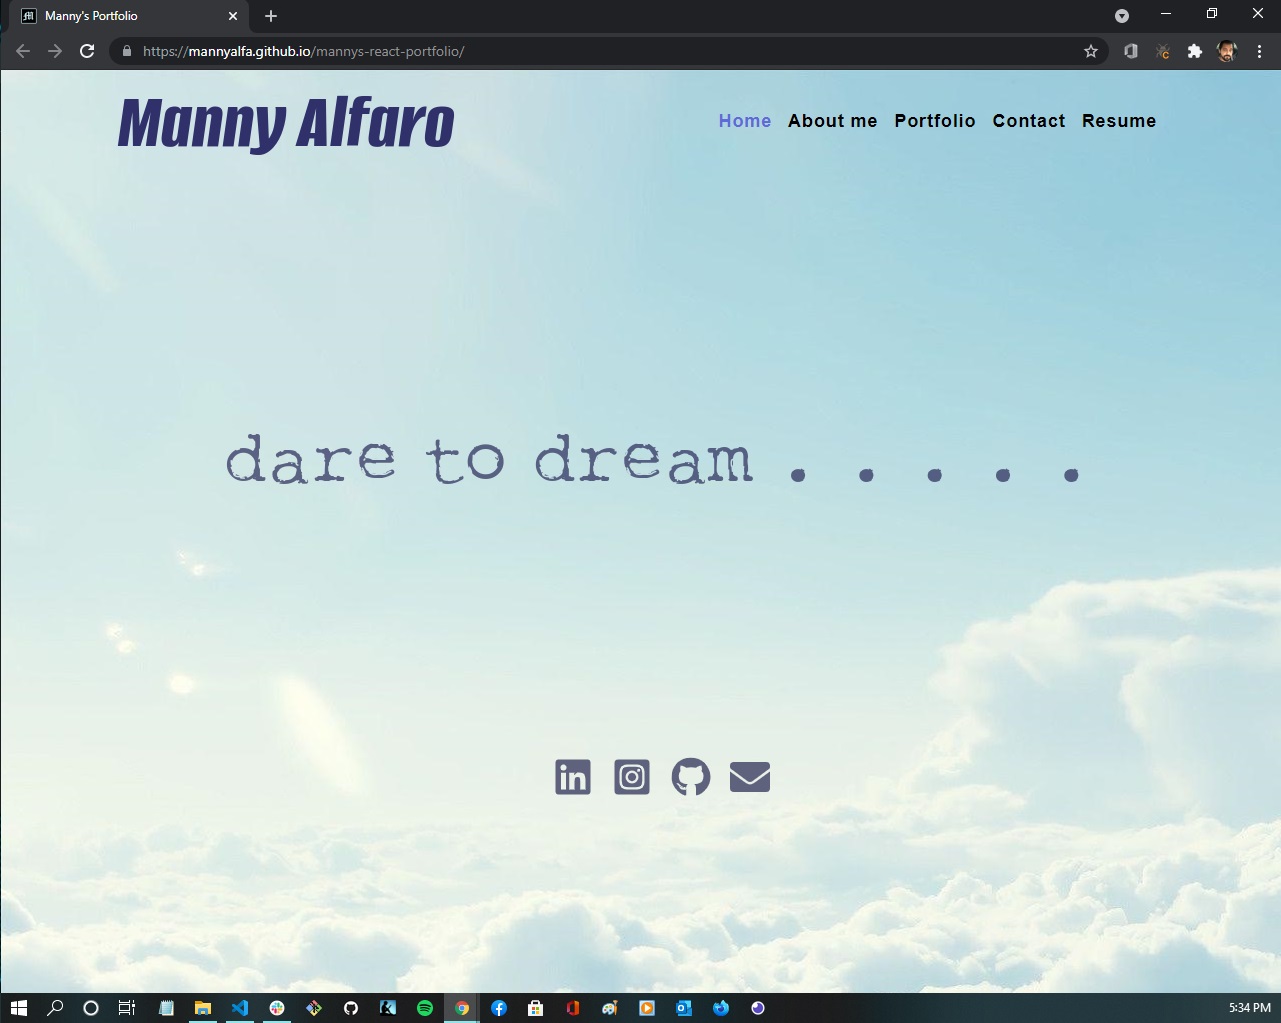 Manny's Portfolio
https://mannyalfa.github.io/mannys-react-portfolio/
Manny Alfaro
Home About me Portfolio Contact Resume
dare to dream . . . . .
in
5:34 PM